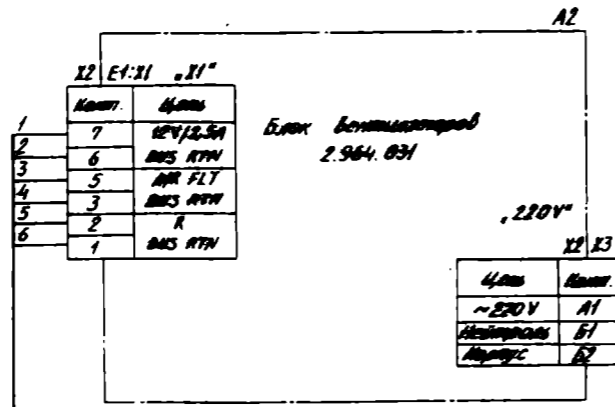 А2
X2 E1:X1 „X1"
Конт. Цепь
1 7 12V/2,5A
2 6 BUS RTN
3 5 AIR FLT
4 3 BUS RTN
5 2 R
6 1 BUS RTN
Блок вентиляторов
2.964.031
„220V"
X2 X3
Цепь Конт.
~220V А1
Нейтраль Б1
Корпус Б2